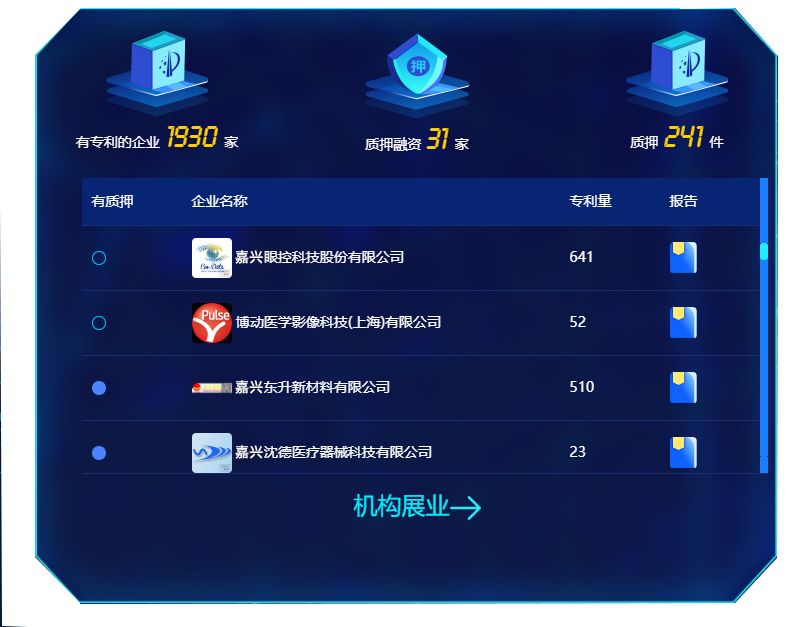 押
有专利的企业 1930 家
质押融资 31 家
质押 241 件
有质押 企业名称 专利量 报告
嘉兴眼控科技股份有限公司 641
Pulse 博动医学影像科技(上海)有限公司 52
嘉兴东升新材料有限公司 510
嘉兴沈德医疗器械科技有限公司 23
机构展业→